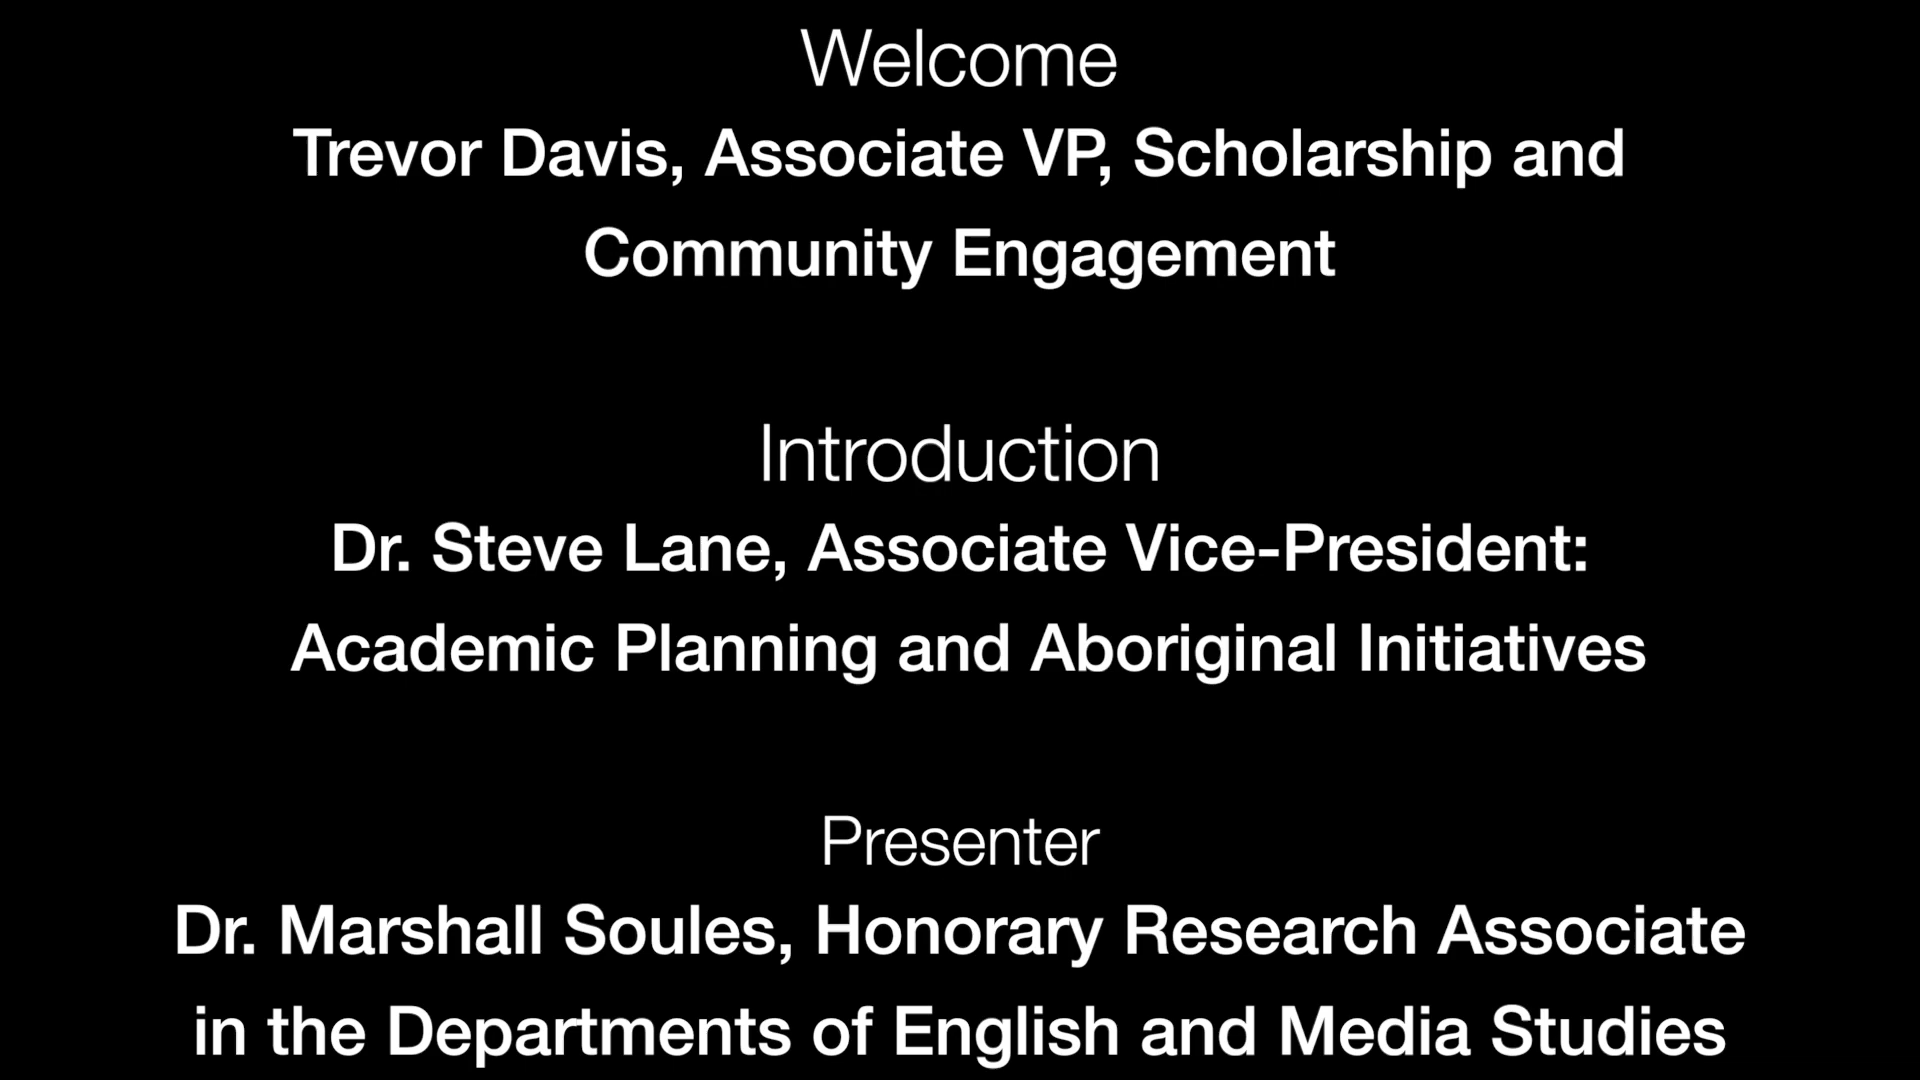 Welcome
Trevor Davis, Associate VP, Scholarship and
Community Engagement
Introduction
Dr. Steve Lane, Associate Vice-President:
Academic Planning and Aboriginal Initiatives
Presenter
Dr. Marshall Soules, Honorary Research Associate
in the Departments of English and Media Studies